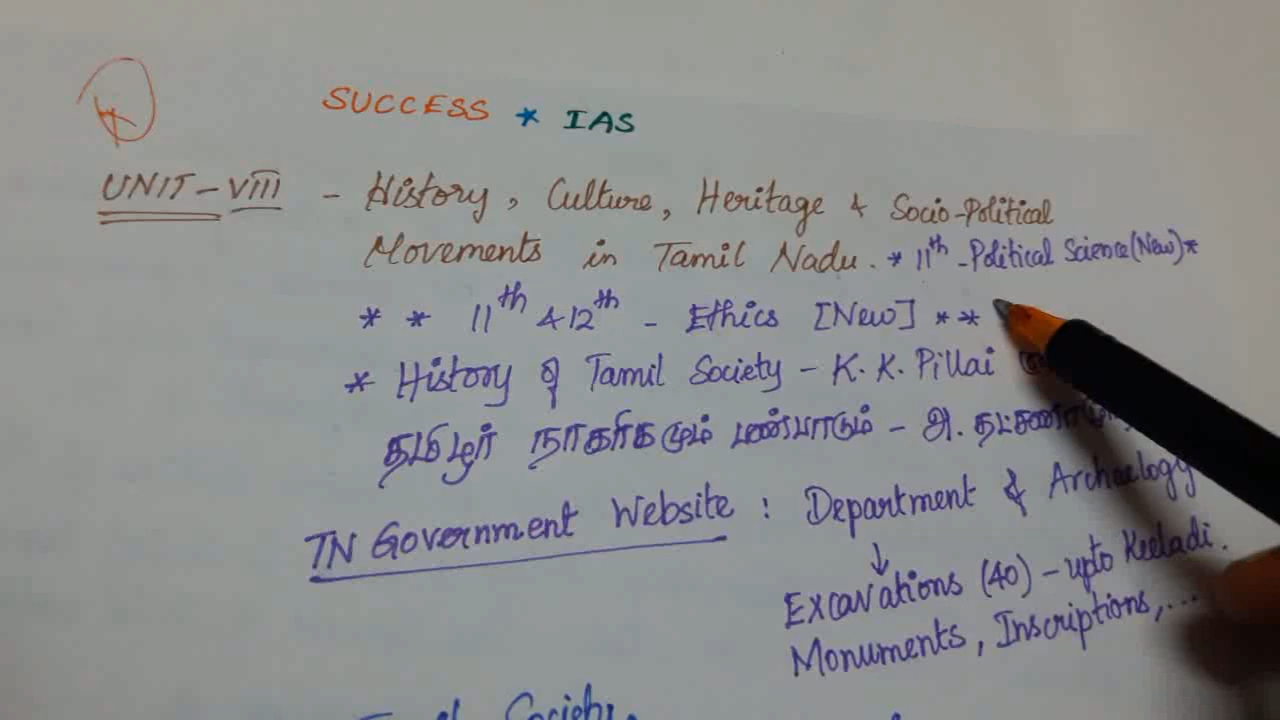 SUCCESS * IAS
UNIT-VIII - History, Culture, Heritage & Socio-Political
Movements in Tamil Nadu. * 11th -Political Science(New)*
* * 11th & 12th - Ethics [New] * *
* History of Tamil Society - K. K. Pillai
தமிழர் நாகரிகமும் பண்பாடும் - அ.
TN Government Website : Department of Archaelogy
↓
Excavations (40) - upto Keeladi.
Monuments, Inscriptions,....
Society.